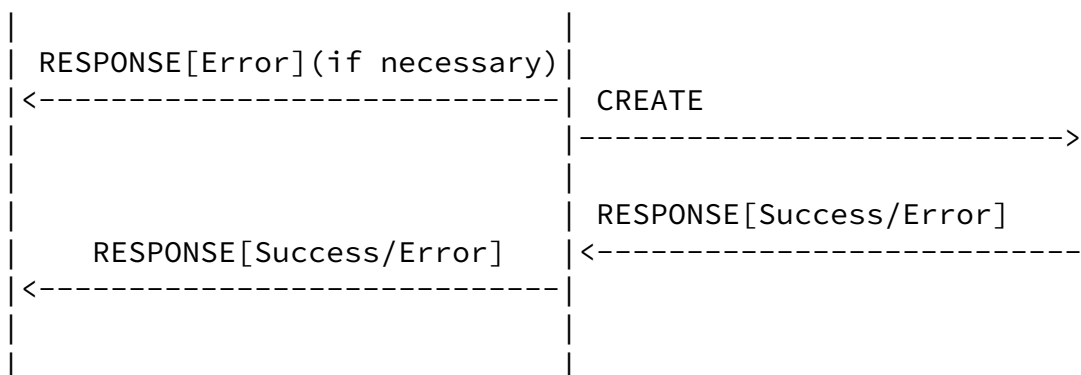 RESPONSE[Error](if necessary)
CREATE
RESPONSE[Success/Error]
RESPONSE[Success/Error]